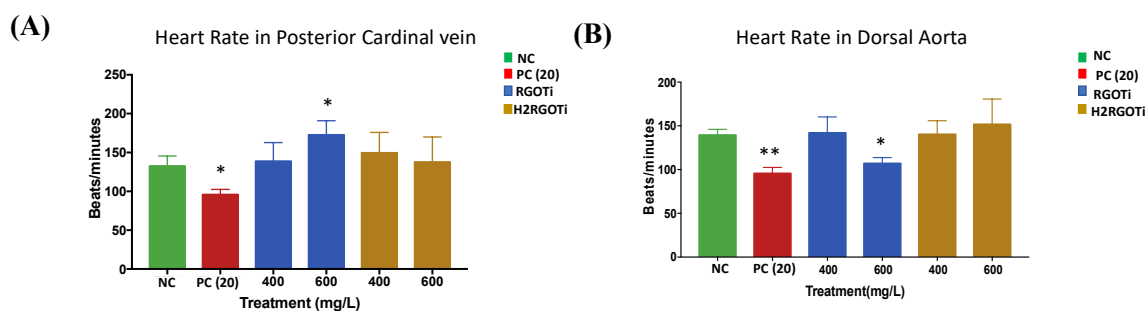 (A)
Heart Rate in Posterior Cardinal vein
NC
PC (20)
RGOTi
H2RGOTi
Beats/minutes
250
200
150
100
50
0
*
*
NC PC (20) 400 600 400 600
Treatment (mg/L)
(B)
Heart Rate in Dorsal Aorta
NC
PC (20)
RGOTi
H2RGOTi
Beats/minutes
200
150
100
50
0
**
*
NC PC (20) 400 600 400 600
Treatment(mg/L)